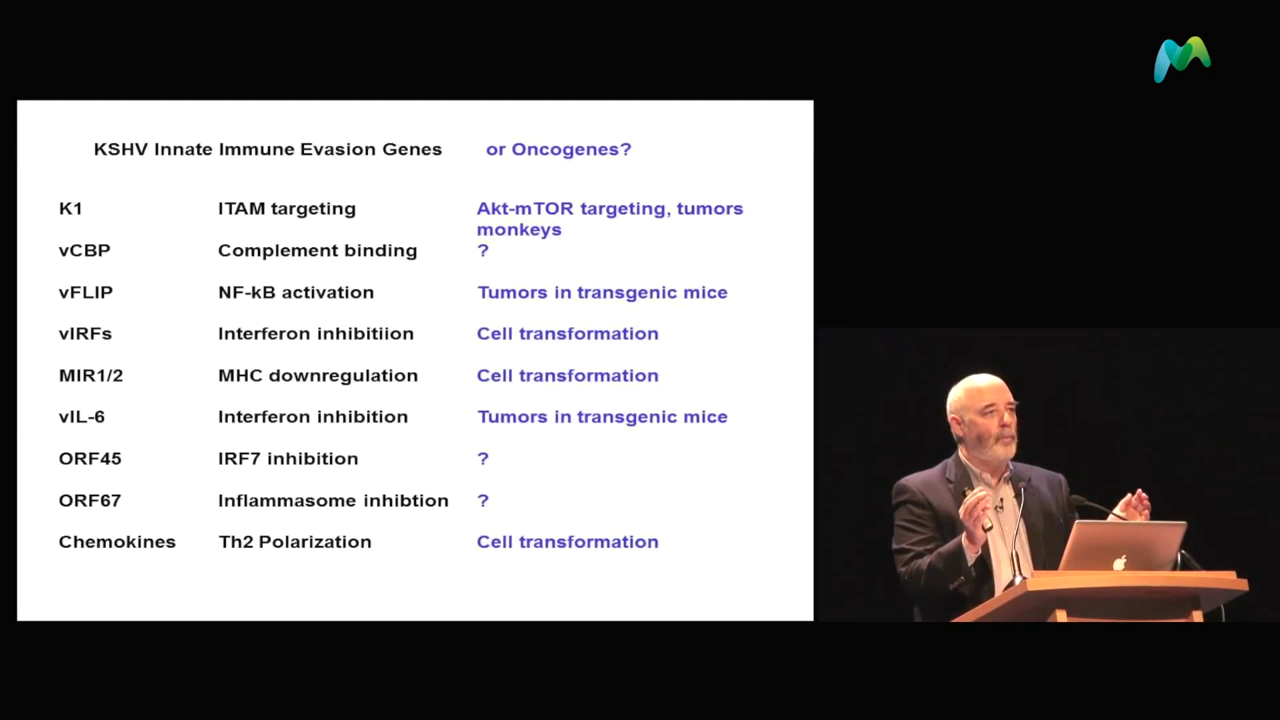 KSHV Innate Immune Evasion Genes or Oncogenes?
K1 ITAM targeting Akt-mTOR targeting, tumors
monkeys
vCBP Complement binding ?
vFLIP NF-kB activation Tumors in transgenic mice
vIRFs Interferon inhibitiion Cell transformation
MIR1/2 MHC downregulation Cell transformation
vIL-6 Interferon inhibition Tumors in transgenic mice
ORF45 IRF7 inhibition ?
ORF67 Inflammasome inhibtion ?
Chemokines Th2 Polarization Cell transformation